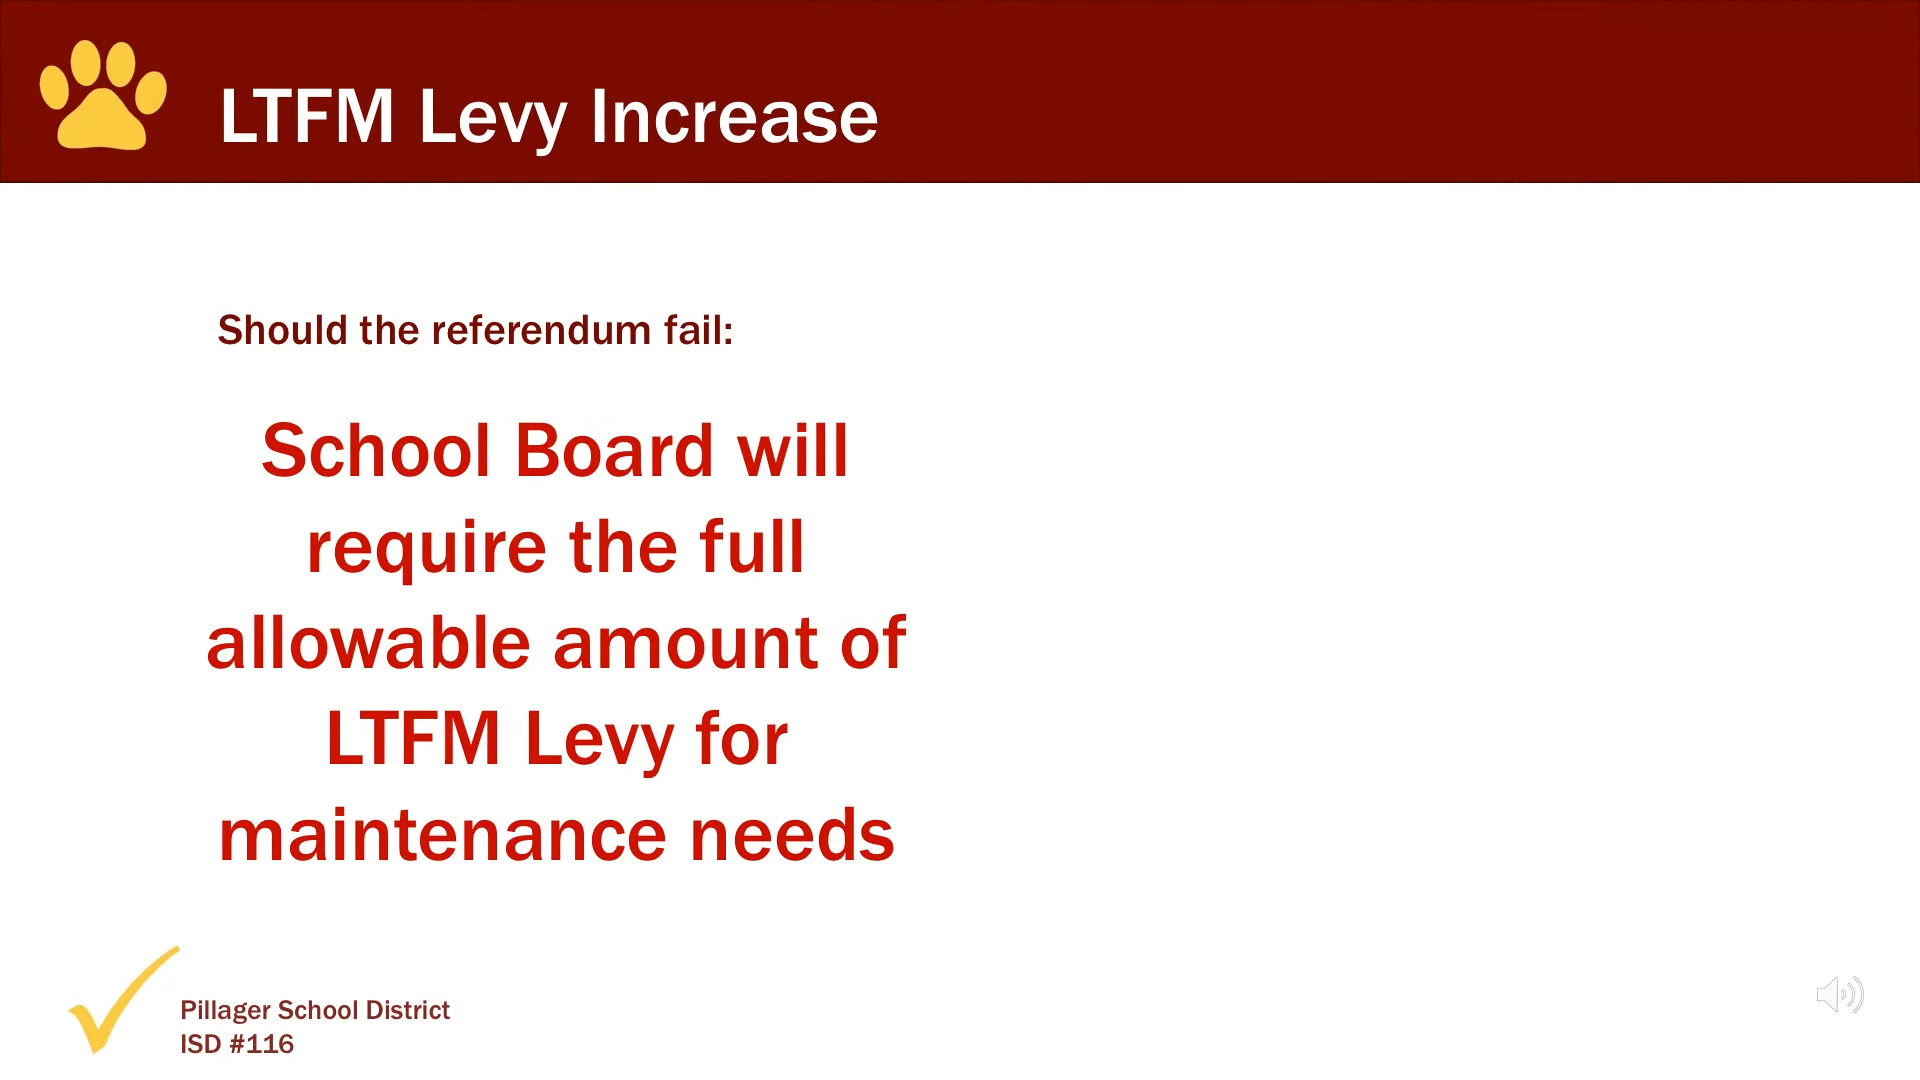 LTFM Levy Increase
Should the referendum fail:
School Board will
require the full
allowable amount of
LTFM Levy for
maintenance needs
Pillager School District
ISD #116